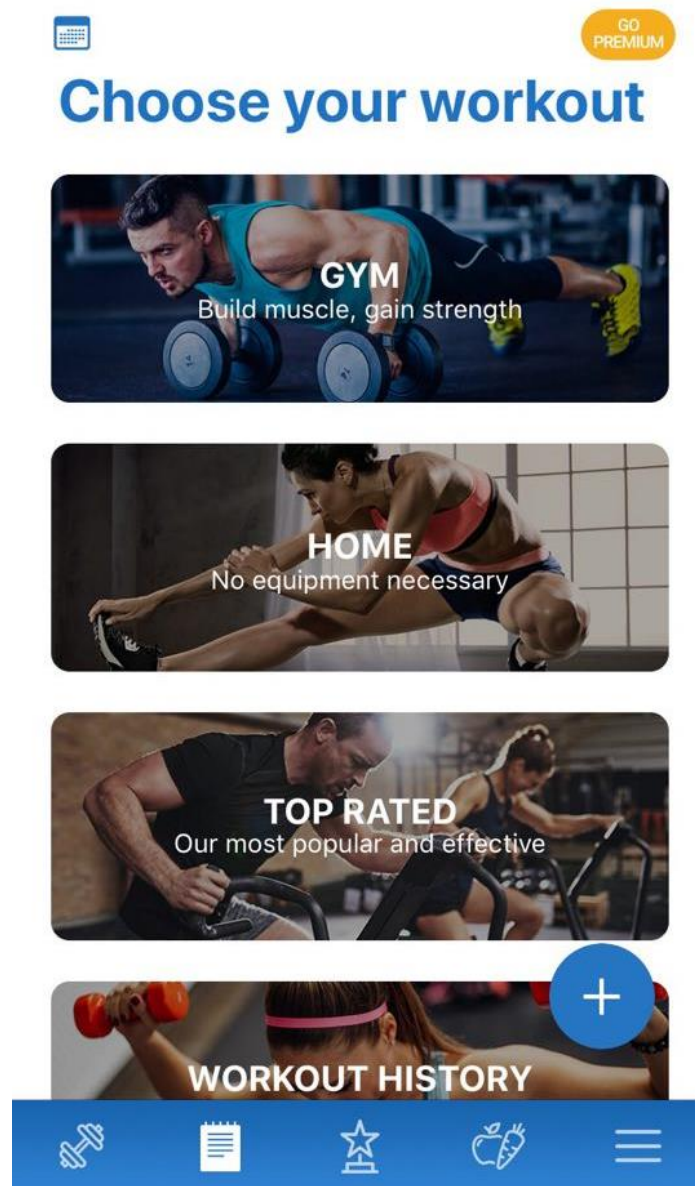 GO
PREMIUM
Choose your workout
GYM
Build muscle, gain strength
HOME
No equipment necessary
TOP RATED
Our most popular and effective
WORKOUT HISTORY